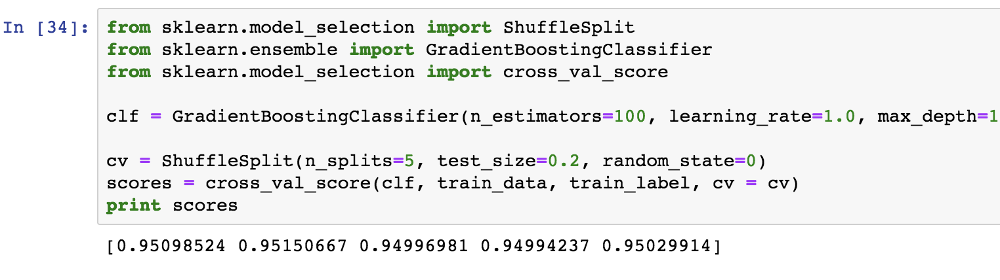 In [34]: from sklearn.model_selection import ShuffleSplit
from sklearn.ensemble import GradientBoostingClassifier
from sklearn.model_selection import cross_val_score
clf = GradientBoostingClassifier(n_estimators=100, learning_rate=1.0, max_depth=1
cv = ShuffleSplit(n_splits=5, test_size=0.2, random_state=0)
scores = cross_val_score(clf, train_data, train_label, cv = cv)
print scores
[0.95098524 0.95150667 0.94996981 0.94994237 0.95029914]